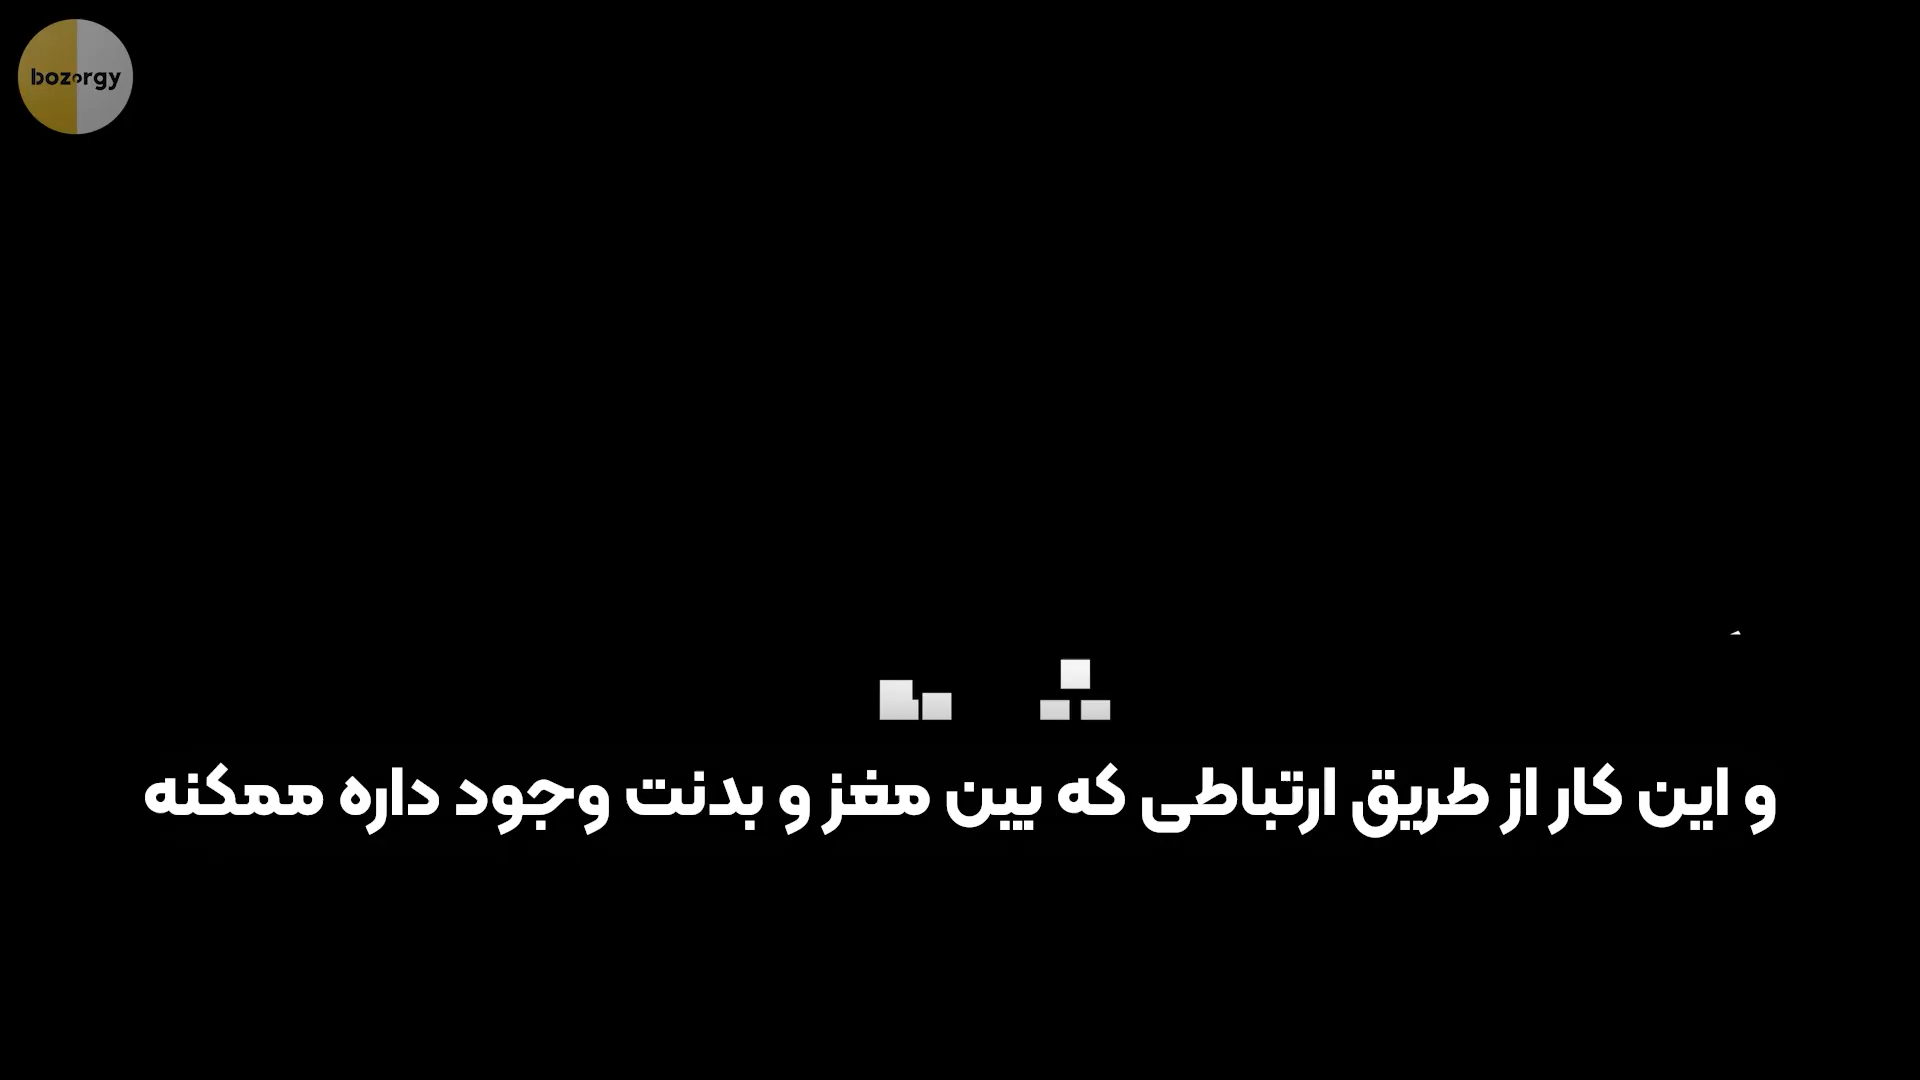 bozorgy
و این کار از طریق ارتباطی که بین مغز و بدنت وجود داره ممکنه